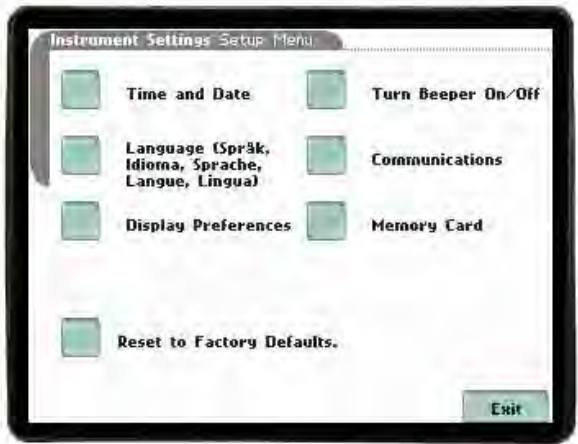 Instrument Settings Setup Menu
Time and Date
Turn Beeper On/Off
Language (Språk,
Idioma, Sprache,
Langue, Lingua)
Communications
Display Preferences
Memory Card
Reset to Factory Defaults.
Exit